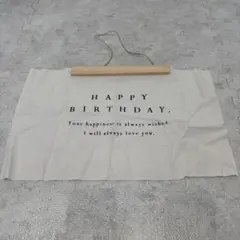 HAPPY
BIRTHDAY,
Your happiness is always wished.
I will always love you.